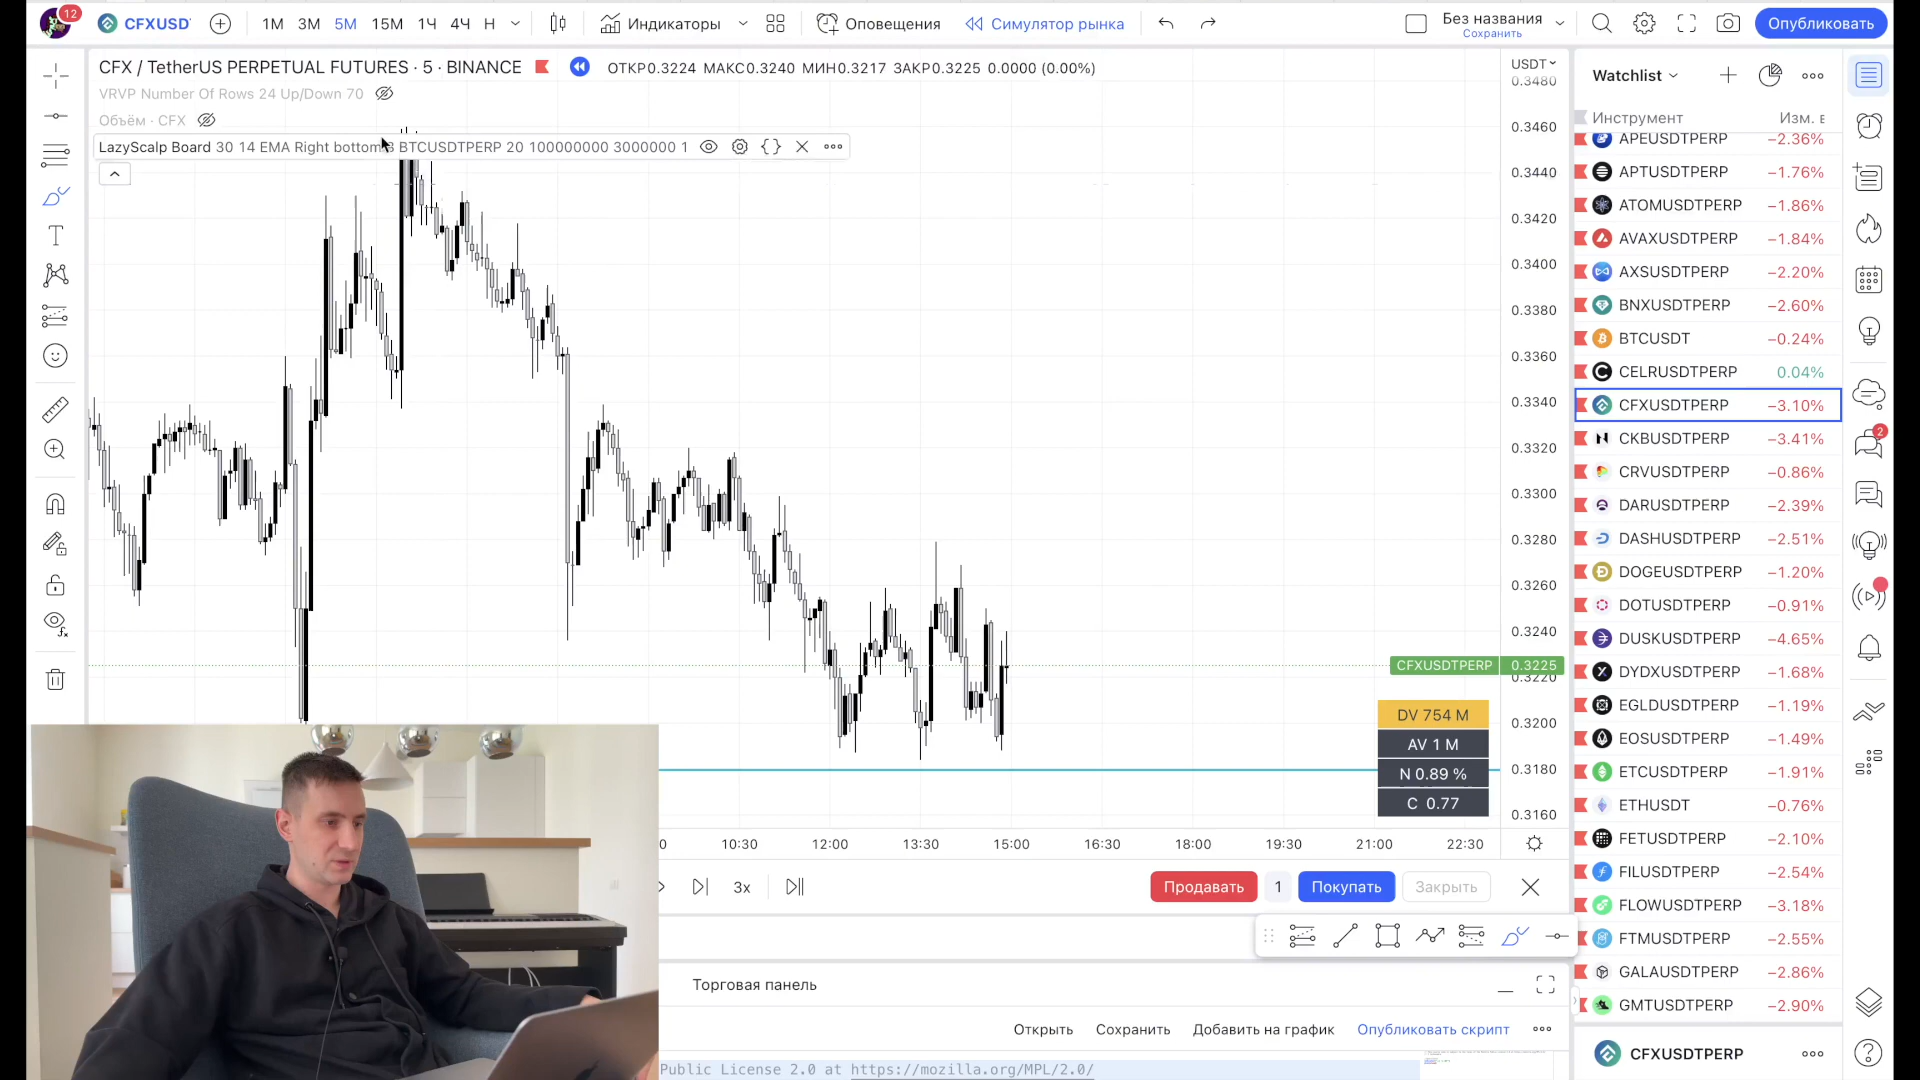 12
CFXUSD
1М
3М
5М
15М
1Ч
4Ч
Н
Индикаторы
Оповещения
Симулятор рынка
Без названия
Сохранить
Опубликовать
CFX / TetherUS PERPETUAL FUTURES · 5 · BINANCE
ОТКР0.3224 МАКС0.3240 МИН0.3217 ЗАКР0.3225 0.0000 (0.00%)
VRVP Number Of Rows 24 Up/Down 70
Объём · CFX
LazyScalp Board 30 14 EMA Right bottom 3 BTCUSDTPERP 20 100000000 3000000 1
USDT
0.3480
0.3460
0.3440
0.3420
0.3400
0.3380
0.3360
0.3340
0.3320
0.3300
0.3280
0.3260
0.3240
CFXUSDTPERP 0.3225
0.3220
0.3200
0.3180
0.3160
DV 754 M
AV 1 M
N 0.89 %
C 0.77
10:30
12:00
13:30
15:00
16:30
18:00
19:30
21:00
22:30
3x
Продавать
1
Покупать
Закрыть
Торговая панель
Открыть
Сохранить
Добавить на график
Опубликовать скрипт
Public License 2.0 at https://mozilla.org/MPL/2.0/
Watchlist
Инструмент
Изм. в
APEUSDTPERP −2.36%
APTUSDTPERP −1.76%
ATOMUSDTPERP −1.86%
AVAXUSDTPERP −1.84%
AXSUSDTPERP −2.20%
BNXUSDTPERP −2.60%
BTCUSDT −0.24%
CELRUSDTPERP 0.04%
CFXUSDTPERP −3.10%
CKBUSDTPERP −3.41%
CRVUSDTPERP −0.86%
DARUSDTPERP −2.39%
DASHUSDTPERP −2.51%
DOGEUSDTPERP −1.20%
DOTUSDTPERP −0.91%
DUSKUSDTPERP −4.65%
DYDXUSDTPERP −1.68%
EGLDUSDTPERP −1.19%
EOSUSDTPERP −1.49%
ETCUSDTPERP −1.91%
ETHUSDT −0.76%
FETUSDTPERP −2.10%
FILUSDTPERP −2.54%
FLOWUSDTPERP −3.18%
FTMUSDTPERP −2.55%
GALAUSDTPERP −2.86%
GMTUSDTPERP −2.90%
CFXUSDTPERP
2